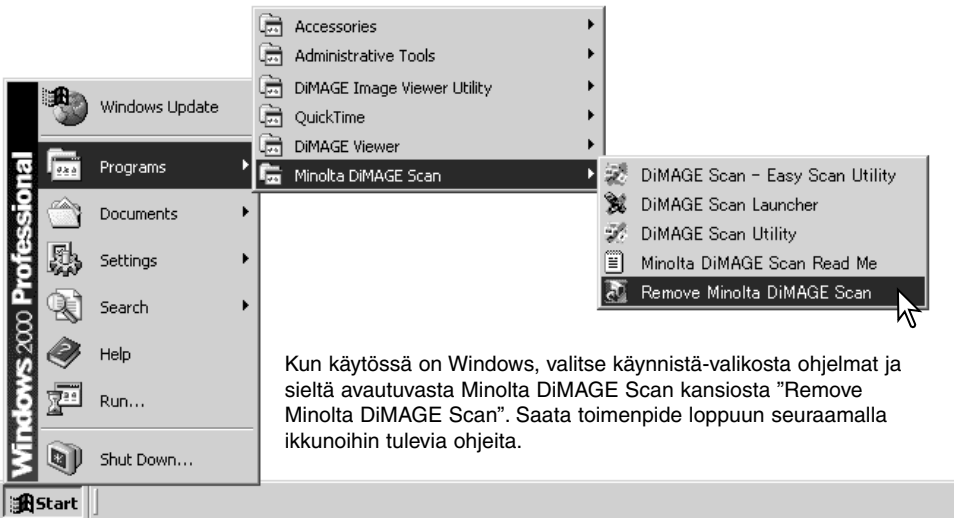 Accessories
Administrative Tools
DiMAGE Image Viewer Utility
QuickTime
DiMAGE Viewer
Minolta DiMAGE Scan
DiMAGE Scan - Easy Scan Utility
DiMAGE Scan Launcher
DiMAGE Scan Utility
Minolta DiMAGE Scan Read Me
Remove Minolta DiMAGE Scan
Windows 2000 Professional
Windows Update
Programs
Documents
Settings
Search
Help
Run...
Shut Down...
Start
Kun käytössä on Windows, valitse käynnistä-valikosta ohjelmat ja
sieltä avautuvasta Minolta DiMAGE Scan kansiosta ”Remove
Minolta DiMAGE Scan”. Saata toimenpide loppuun seuraamalla
ikkunoihin tulevia ohjeita.